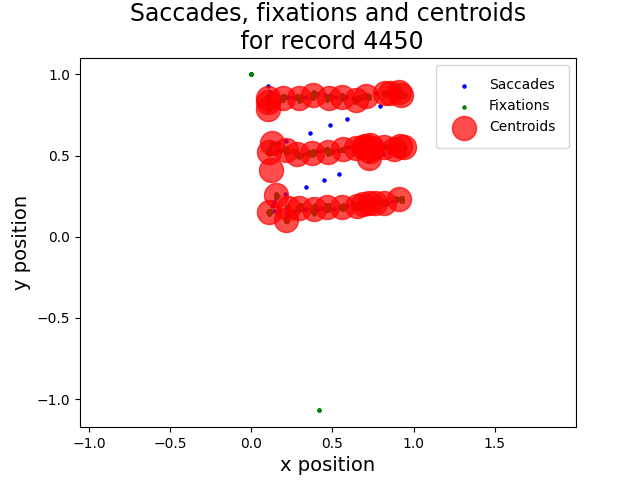 Saccades, fixations and centroids
for record 4450
1.0
0.5
0.0
−0.5
−1.0
y position
Saccades
Fixations
Centroids
−1.0 −0.5 0.0 0.5 1.0 1.5
x position